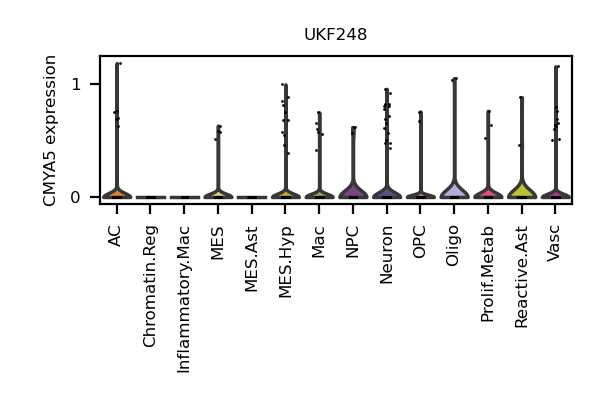 UKF248
CMYA5 expression
1
0
AC
Chromatin.Reg
Inflammatory.Mac
MES
MES.Ast
MES.Hyp
Mac
NPC
Neuron
OPC
Oligo
Prolif.Metab
Reactive.Ast
Vasc